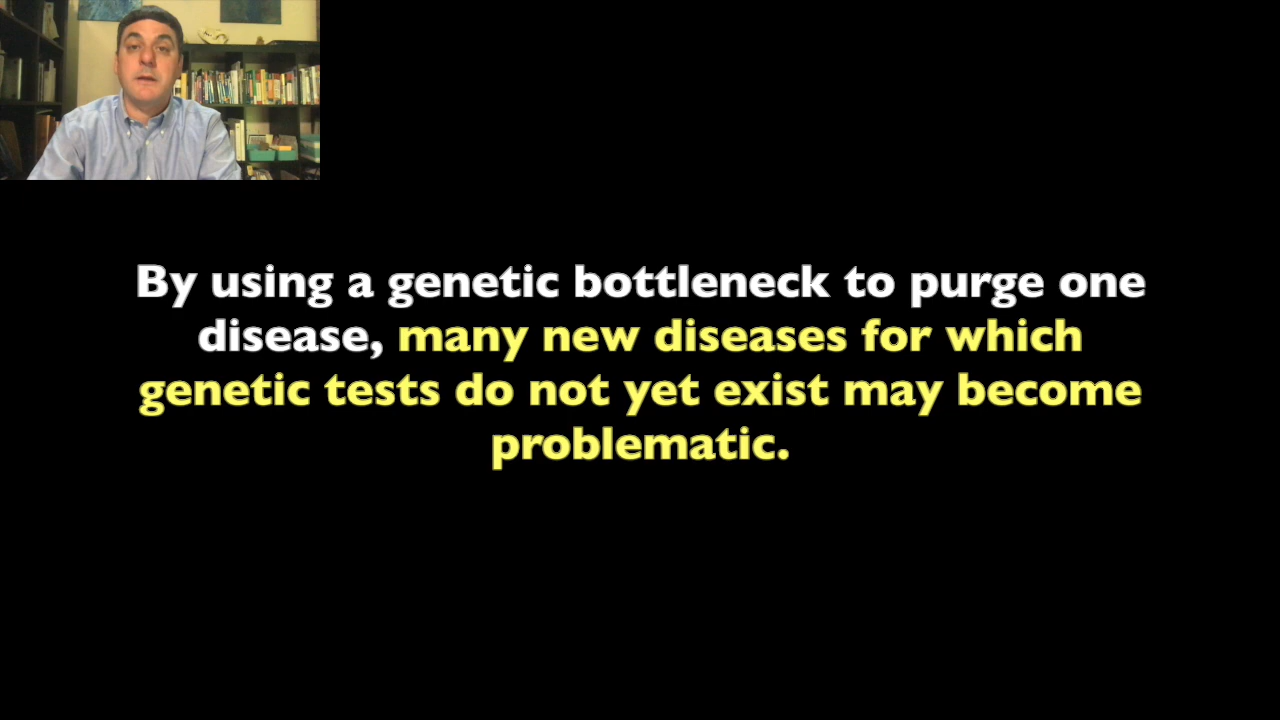 By using a genetic bottleneck to purge one
disease, many new diseases for which
genetic tests do not yet exist may become
problematic.